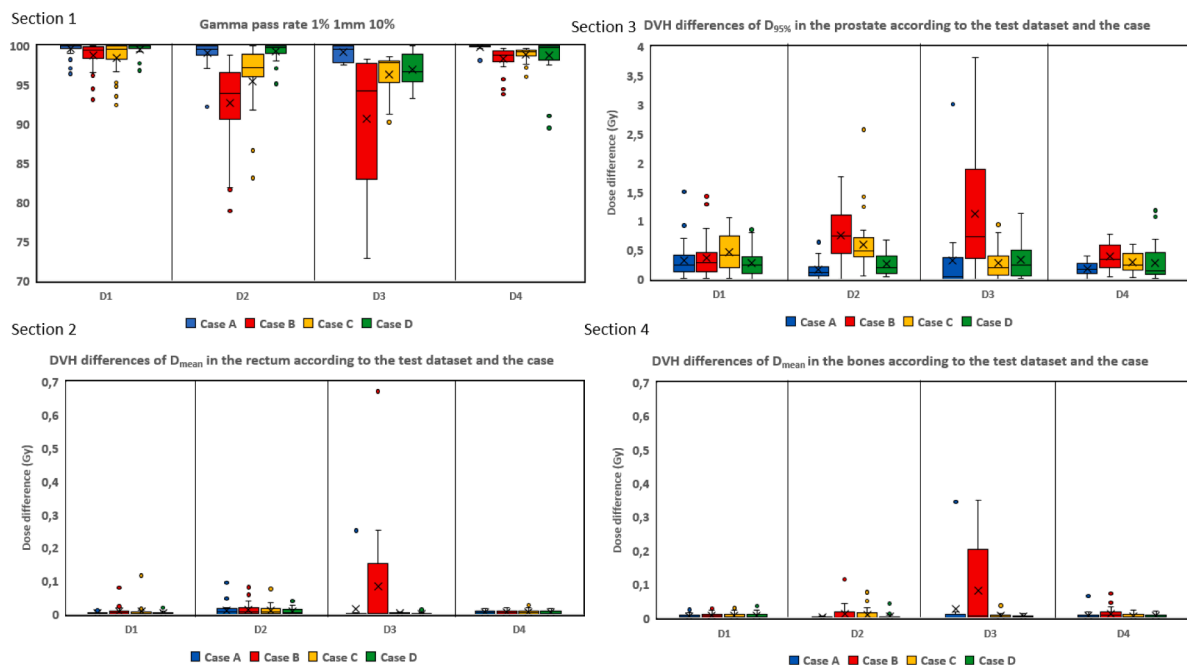 Section 1
Gamma pass rate 1% 1mm 10%
100
95
90
85
80
75
70
D1 D2 D3 D4
Case A Case B Case C Case D
Section 2
DVH differences of Dmean in the rectum according to the test dataset and the case
Dose difference (Gy)
0,7
0,6
0,5
0,4
0,3
0,2
0,1
0
D1 D2 D3 D4
Case A Case B Case C Case D
Section 3
DVH differences of D95% in the prostate according to the test dataset and the case
Dose difference (Gy)
4
3,5
3
2,5
2
1,5
1
0,5
0
D1 D2 D3 D4
Case A Case B Case C Case D
Section 4
DVH differences of Dmean in the bones according to the test dataset and the case
Dose difference (Gy)
0,7
0,6
0,5
0,4
0,3
0,2
0,1
0
D1 D2 D3 D4
Case A Case B Case C Case D